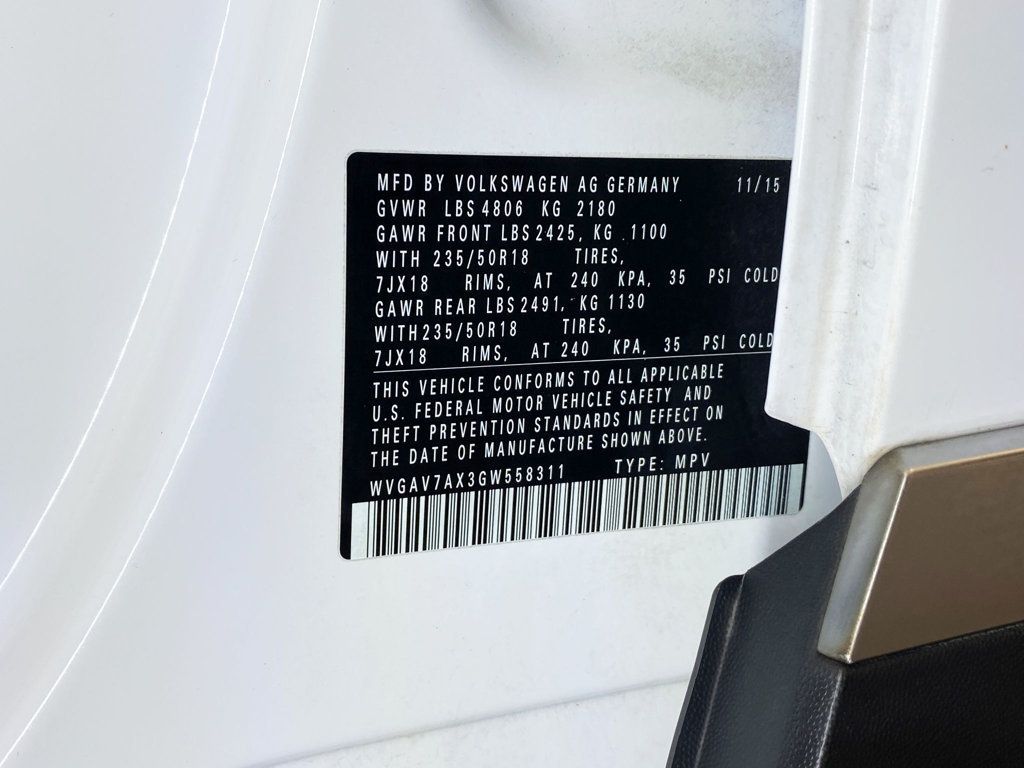 MFD BY VOLKSWAGEN AG GERMANY 11/15
GVWR LBS 4806 KG 2180
GAWR FRONT LBS 2425, KG 1100
WITH 235/50R18 TIRES,
7JX18 RIMS, AT 240 KPA, 35 PSI COLD
GAWR REAR LBS 2491, KG 1130
WITH 235/50R18 TIRES,
7JX18 RIMS, AT 240 KPA, 35 PSI COLD
THIS VEHICLE CONFORMS TO ALL APPLICABLE
U.S. FEDERAL MOTOR VEHICLE SAFETY AND
THEFT PREVENTION STANDARDS IN EFFECT ON
THE DATE OF MANUFACTURE SHOWN ABOVE.
WVGAV7AX3GW558311 TYPE: MPV